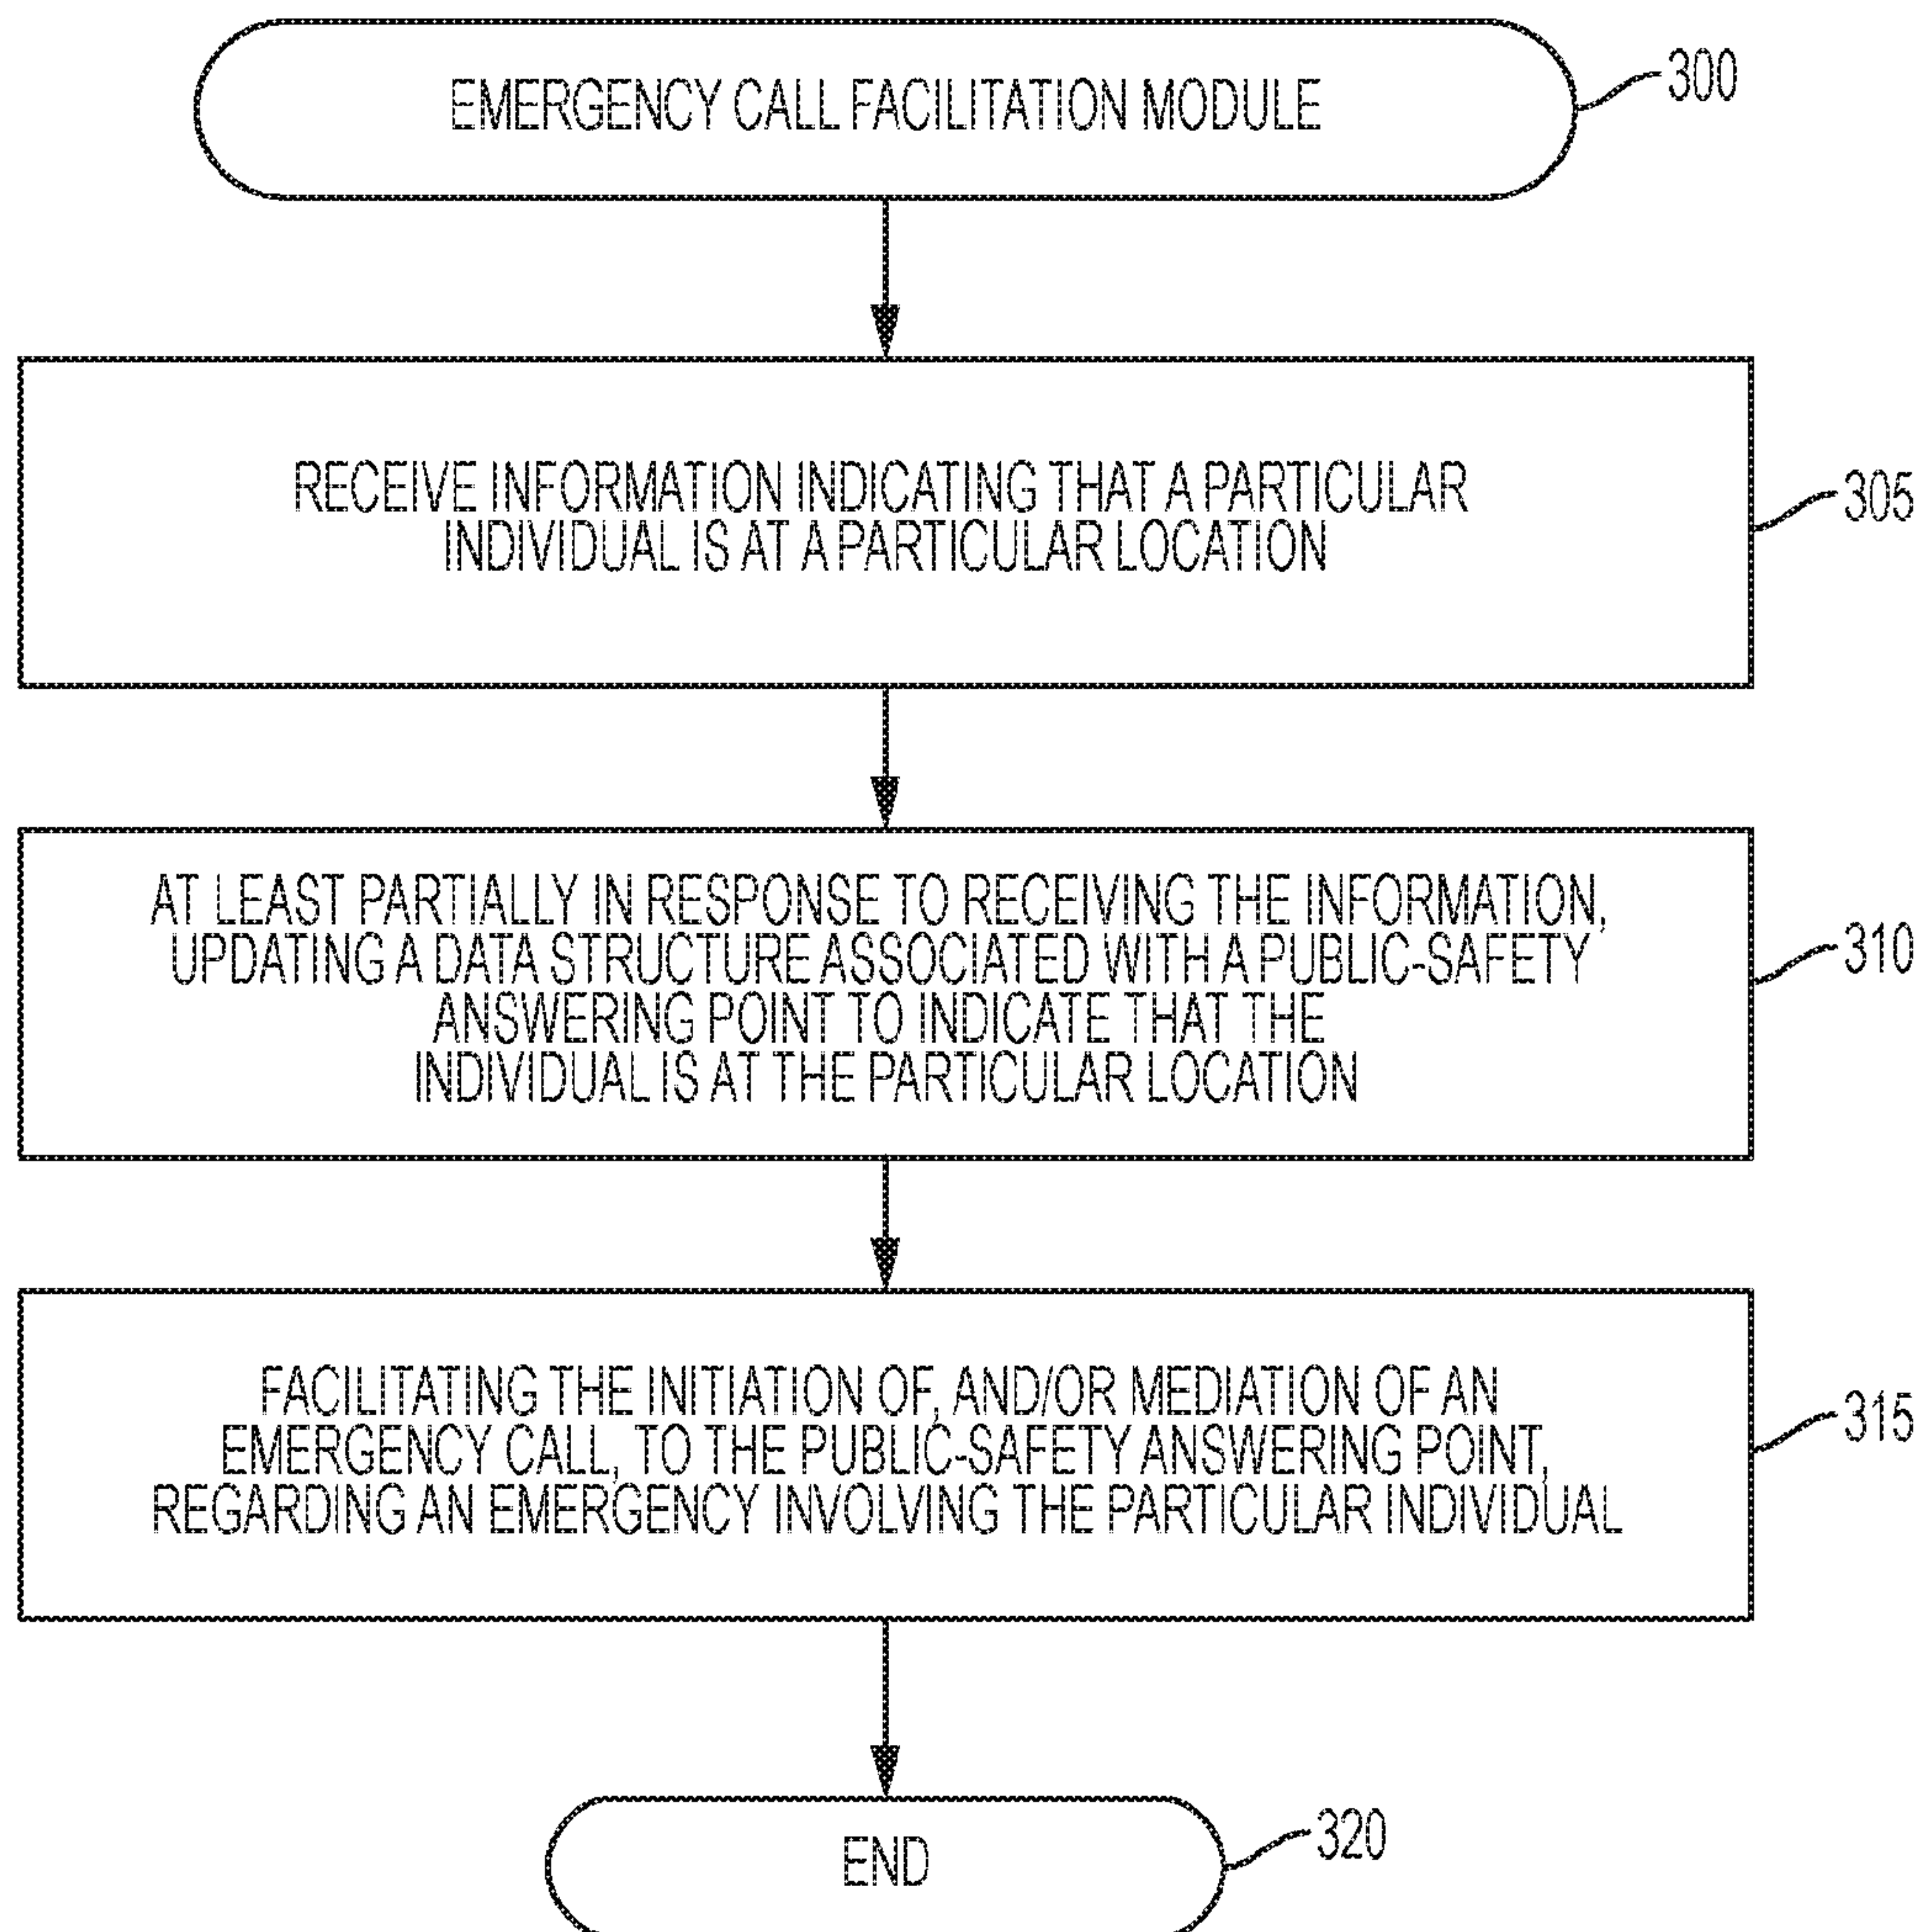 EMERGENCY CALL FACILITATION MODULE
300
RECEIVE INFORMATION INDICATING THAT A PARTICULAR
INDIVIDUAL IS AT A PARTICULAR LOCATION
305
AT LEAST PARTIALLY IN RESPONSE TO RECEIVING THE INFORMATION,
UPDATING A DATA STRUCTURE ASSOCIATED WITH A PUBLIC-SAFETY
ANSWERING POINT TO INDICATE THAT THE
INDIVIDUAL IS AT THE PARTICULAR LOCATION
310
FACILITATING THE INITIATION OF, AND/OR MEDIATION OF AN
EMERGENCY CALL, TO THE PUBLIC-SAFETY ANSWERING POINT,
REGARDING AN EMERGENCY INVOLVING THE PARTICULAR INDIVIDUAL
315
END
320